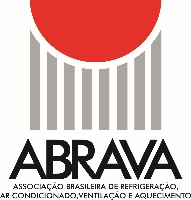 ABRAVA
ASSOCIAÇÃO BRASILEIRA DE REFRIGERAÇÃO,
AR CONDICIONADO,VENTILAÇÃO E AQUECIMENTO